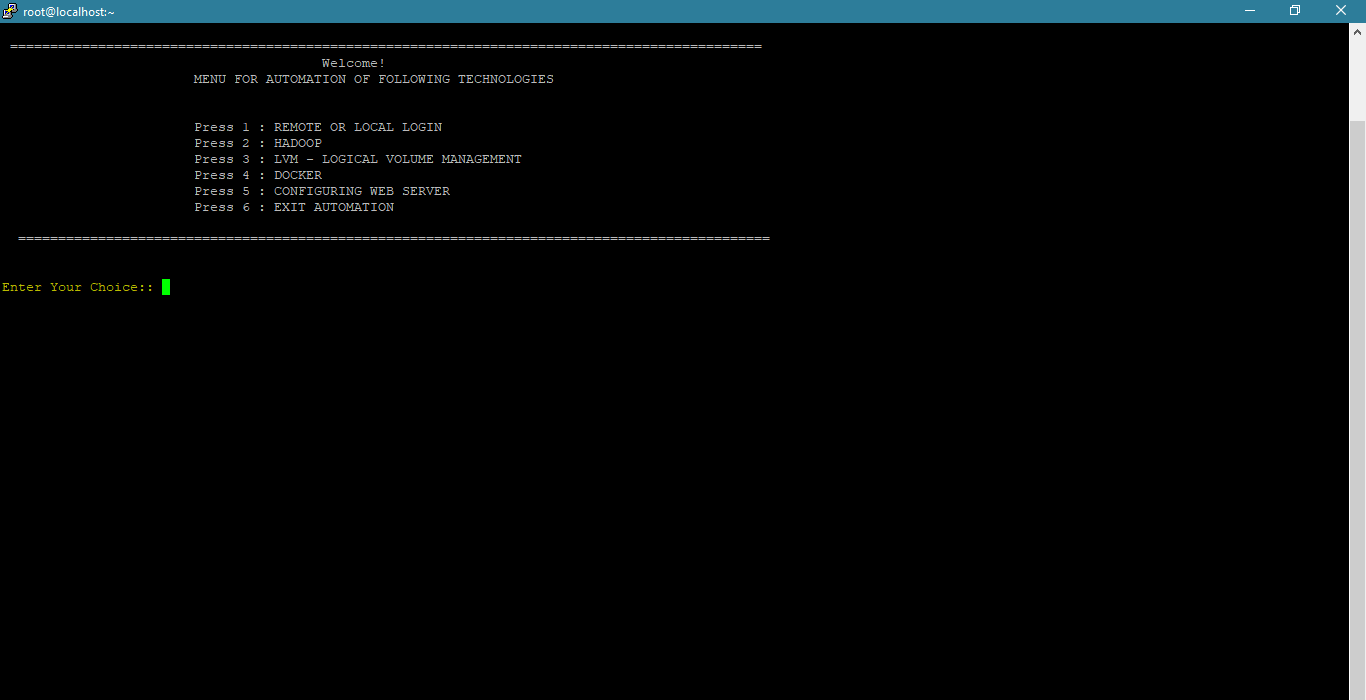 root@localhost:~
==============================================================================================
Welcome!
MENU FOR AUTOMATION OF FOLLOWING TECHNOLOGIES
Press 1 : REMOTE OR LOCAL LOGIN
Press 2 : HADOOP
Press 3 : LVM - LOGICAL VOLUME MANAGEMENT
Press 4 : DOCKER
Press 5 : CONFIGURING WEB SERVER
Press 6 : EXIT AUTOMATION
==============================================================================================
Enter Your Choice::